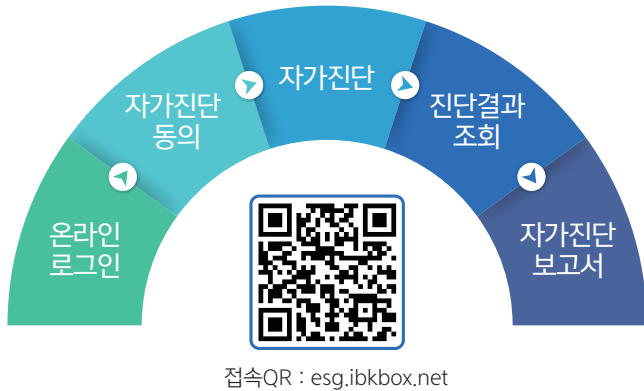 온라인
로그인
자가진단
동의
자가진단
진단결과
조회
자가진단
보고서
접속QR : esg.ibkbox.net